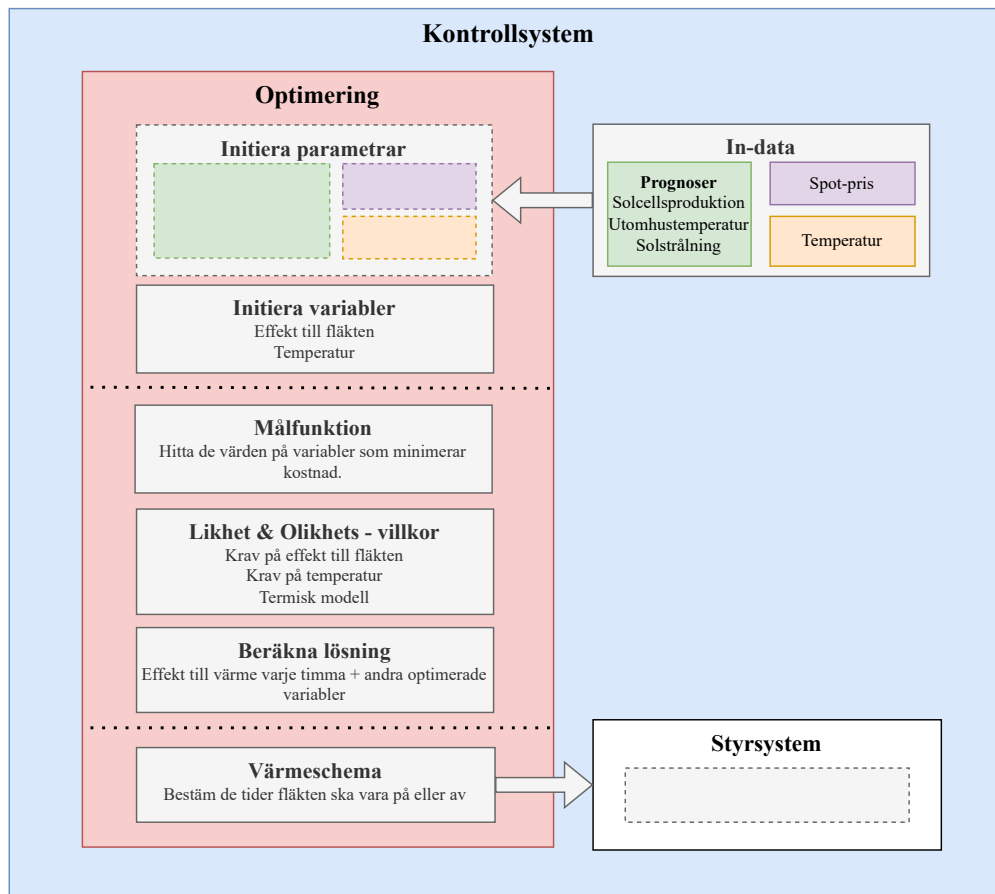 Kontrollsystem
Optimering
Initiera parametrar
In-data
Prognoser
Solcellsproduktion
Utomhustemperatur
Solstrålning
Spot-pris
Temperatur
Initiera variabler
Effekt till fläkten
Temperatur
Målfunktion
Hitta de värden på variabler som minimerar
kostnad.
Likhet & Olikhets - villkor
Krav på effekt till fläkten
Krav på temperatur
Termisk modell
Beräkna lösning
Effekt till värme varje timma + andra optimerade
variabler
Värmeschema
Bestäm de tider fläkten ska vara på eller av
Styrsystem